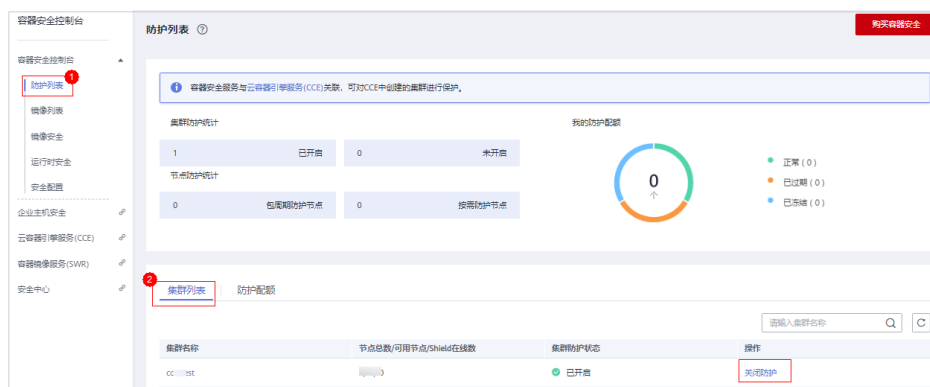 容器安全控制台
防护列表
购买容器安全
容器安全控制台
1
防护列表
镜像列表
镜像安全
运行时安全
安全配置
企业主机安全
云容器引擎服务(CCE)
容器镜像服务(SWR)
安全中心
容器安全服务与云容器引擎服务(CCE)关联，可对CCE中创建的集群进行保护。
集群防护统计
我的防护配额
1 已开启 0 未开启
节点防护统计
0 包周期防护节点 0 按需防护节点
0
个
正常 ( 0 )
已过期 ( 0 )
已冻结 ( 0 )
2
集群列表 防护配额
请输入集群名称
集群名称 节点总数/可用节点/Shield在线数 集群防护状态 操作
已开启 关闭防护